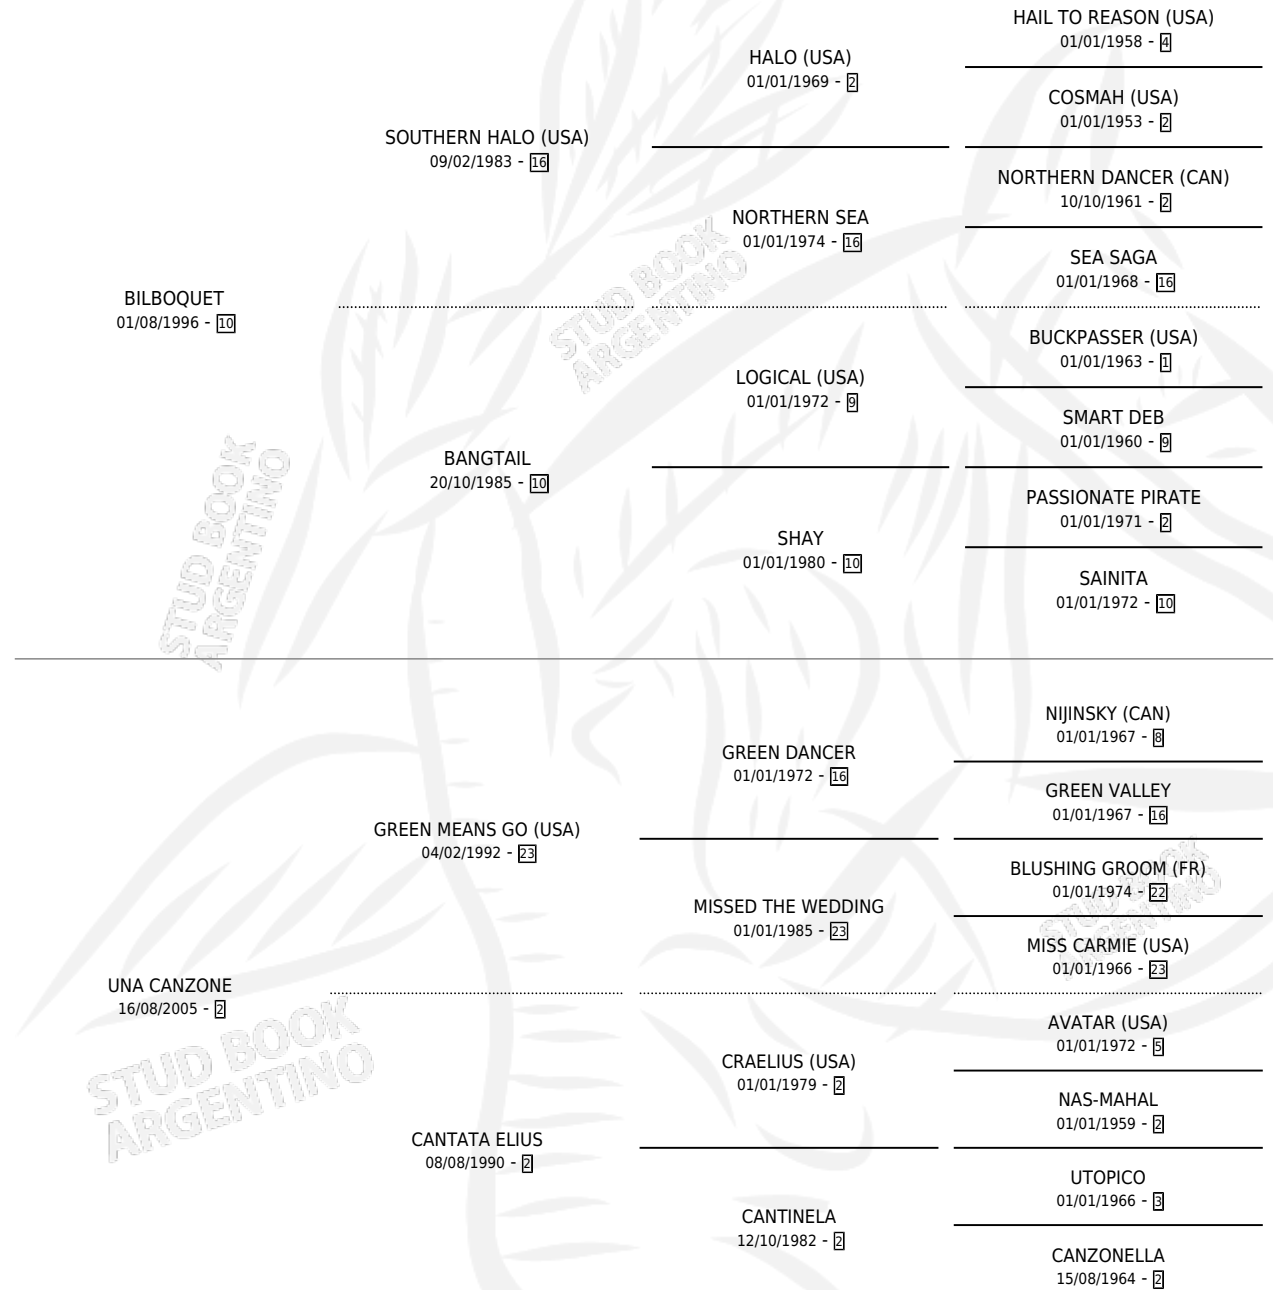 HAIL TO REASON (USA)
01/01/1958 - 4
HALO (USA)
01/01/1969 - 2
COSMAH (USA)
01/01/1953 - 2
SOUTHERN HALO (USA)
09/02/1983 - 16
NORTHERN DANCER (CAN)
10/10/1961 - 2
NORTHERN SEA
01/01/1974 - 16
SEA SAGA
01/01/1968 - 16
BILBOQUET
01/08/1996 - 10
STUD BOOK
ARGENTINO
BUCKPASSER (USA)
01/01/1963 - 1
LOGICAL (USA)
01/01/1972 - 9
SMART DEB
01/01/1960 - 9
BANGTAIL
20/10/1985 - 10
PASSIONATE PIRATE
01/01/1971 - 2
SHAY
01/01/1980 - 10
SAINITA
01/01/1972 - 10
STUD BOOK
ARGENTINO
NIJINSKY (CAN)
01/01/1967 - 8
GREEN DANCER
01/01/1972 - 16
GREEN VALLEY
01/01/1967 - 16
GREEN MEANS GO (USA)
04/02/1992 - 23
BLUSHING GROOM (FR)
01/01/1974 - 22
MISSED THE WEDDING
01/01/1985 - 23
MISS CARMIE (USA)
01/01/1966 - 23
STUD BOOK
ARGENTINO
UNA CANZONE
16/08/2005 - 2
AVATAR (USA)
01/01/1972 - 5
CRAELIUS (USA)
01/01/1979 - 2
NAS-MAHAL
01/01/1959 - 2
STUD BOOK
ARGENTINO
CANTATA ELIUS
08/08/1990 - 2
UTOPICO
01/01/1966 - 3
CANTINELA
12/10/1982 - 2
CANZONELLA
15/08/1964 - 2